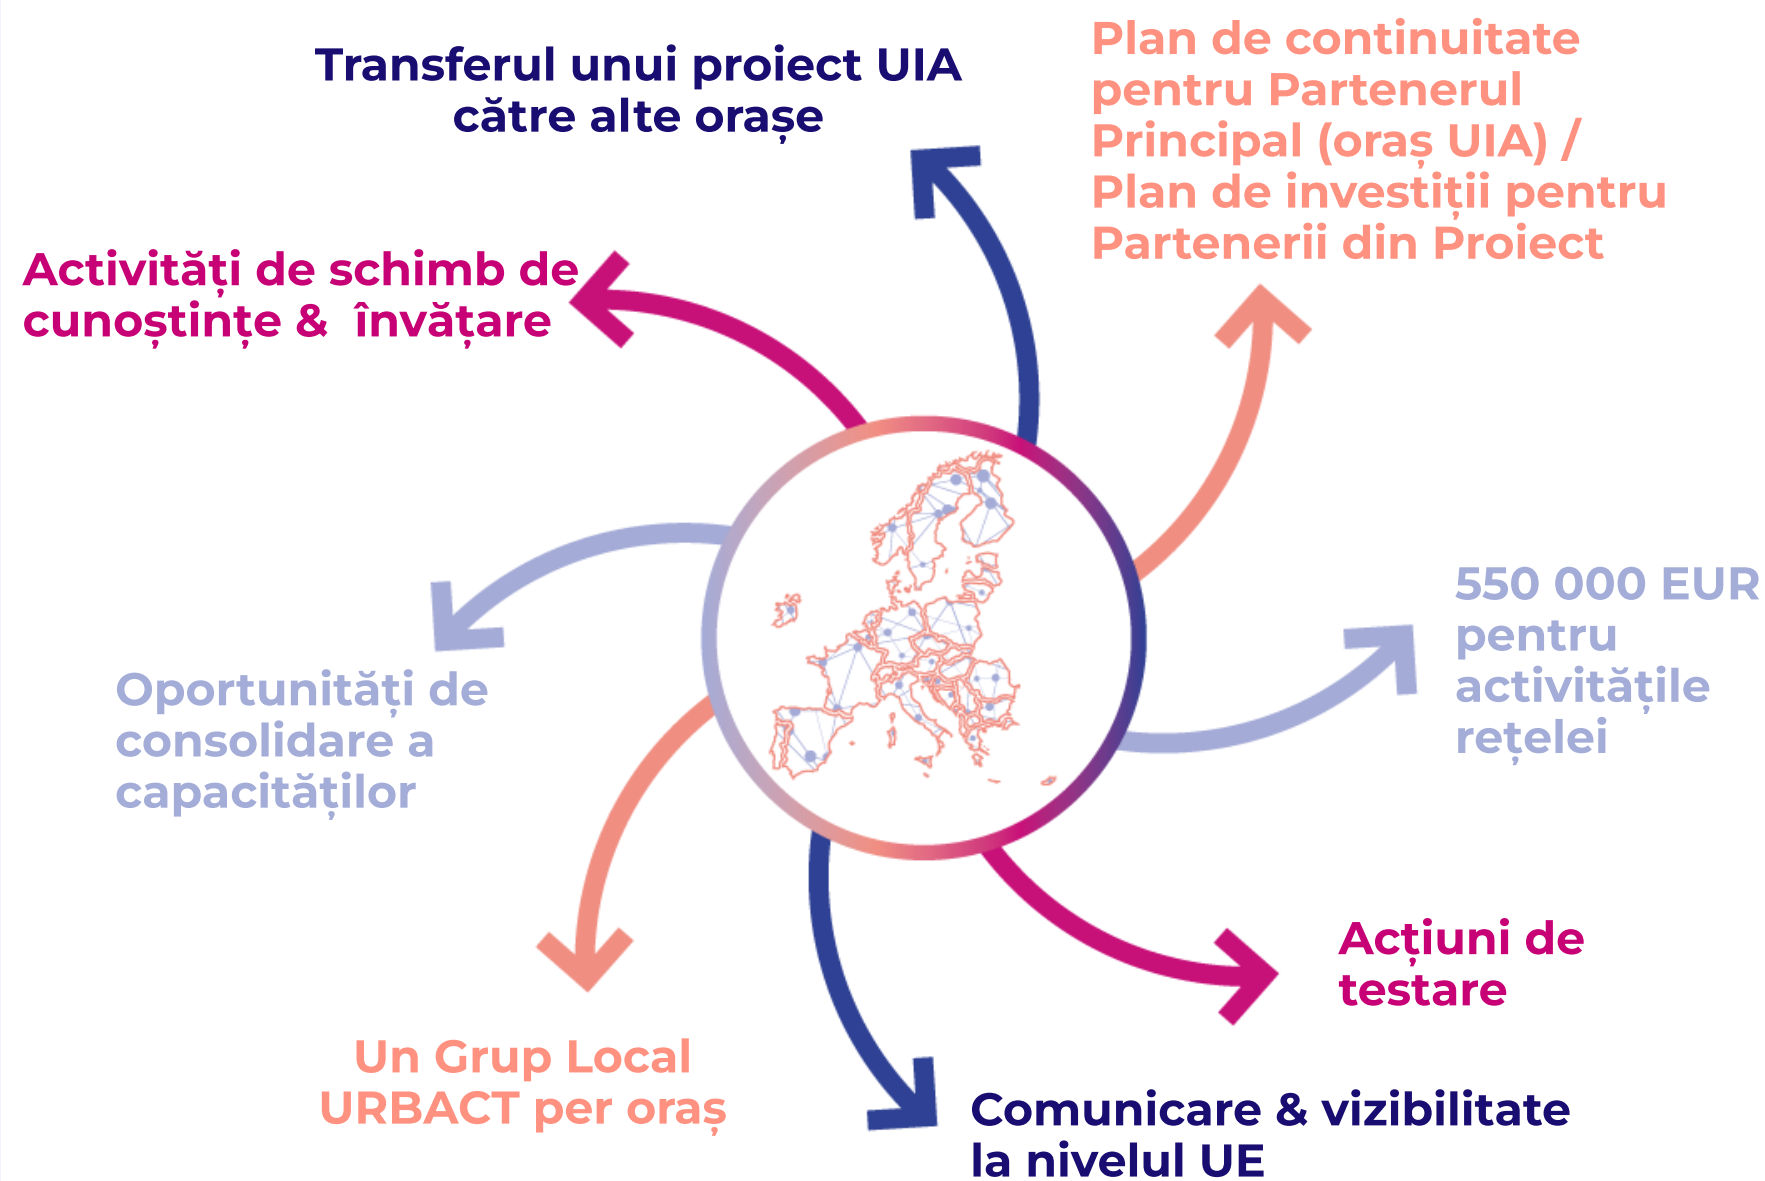 Transferul unui proiect UIA
către alte orașe
Plan de continuitate
pentru Partenerul
Principal (oraș UIA) /
Plan de investiții pentru
Partenerii din Proiect
Activități de schimb de
cunoștințe &  învățare
550 000 EUR
pentru
activitățile
rețelei
Oportunități de
consolidare a
capacităților
Acțiuni de
testare
Un Grup Local
URBACT per oraș
Comunicare & vizibilitate
la nivelul UE